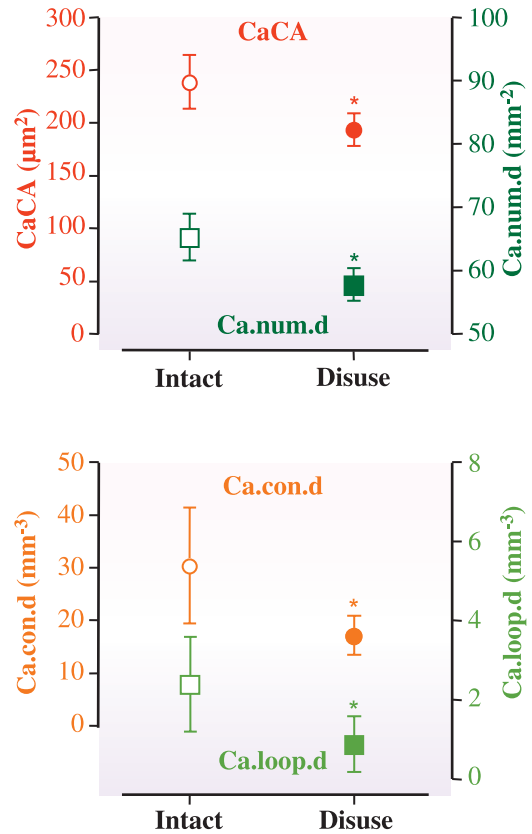 300
250
200
150
100
50
0
CaCA (µm²)
CaCA
*
*
Ca.num.d
100
90
80
70
60
50
Ca.num.d (mm⁻²)
Intact
Disuse
50
40
30
20
10
0
Ca.con.d (mm⁻³)
Ca.con.d
*
*
Ca.loop.d
8
6
4
2
0
Ca.loop.d (mm⁻³)
Intact
Disuse